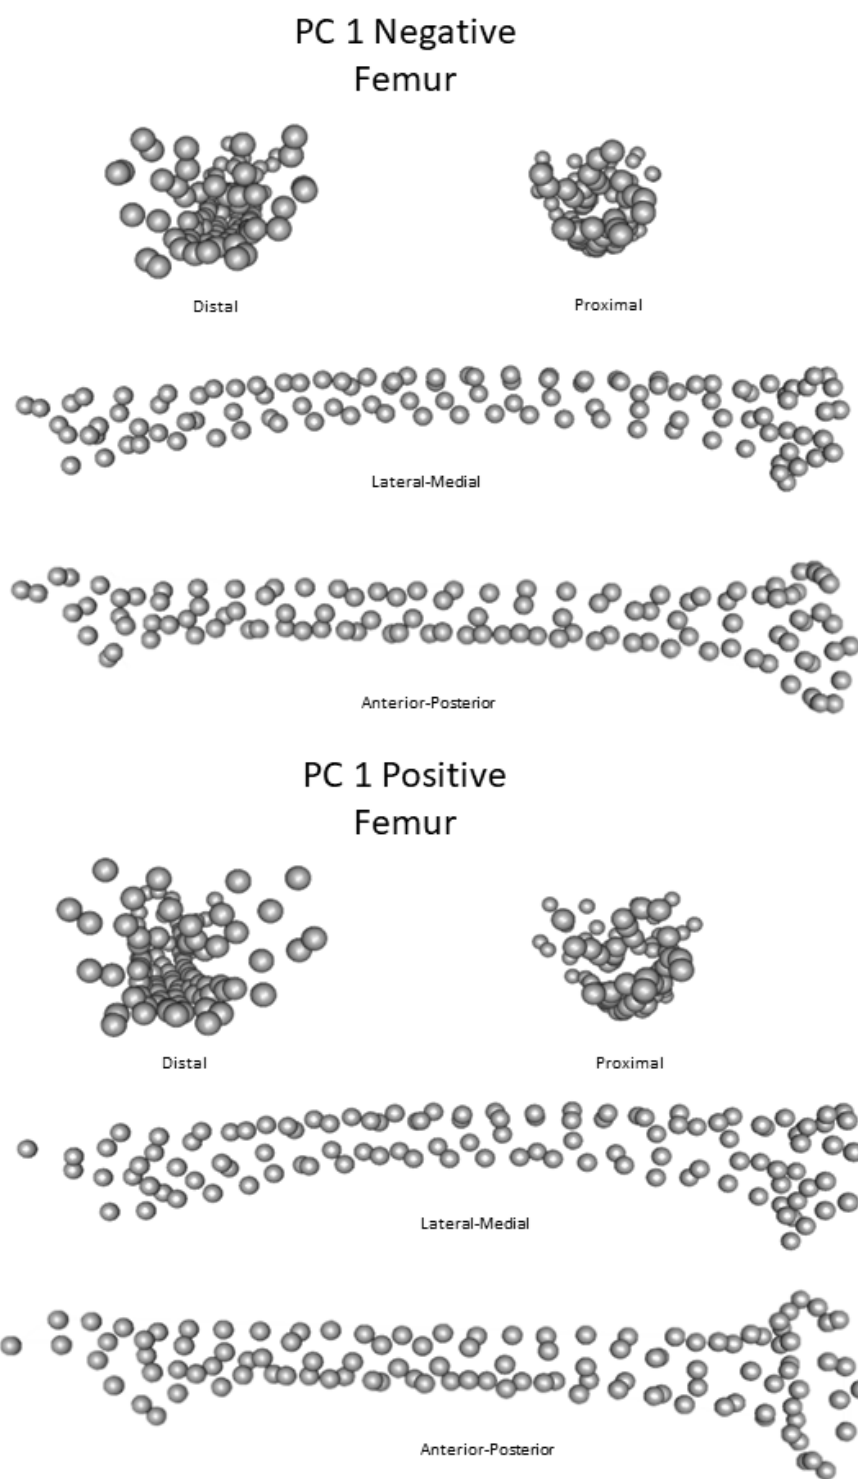 PC 1 Negative
Femur
Distal
Proximal
Lateral-Medial
Anterior-Posterior
PC 1 Positive
Femur
Distal
Proximal
Lateral-Medial
Anterior-Posterior